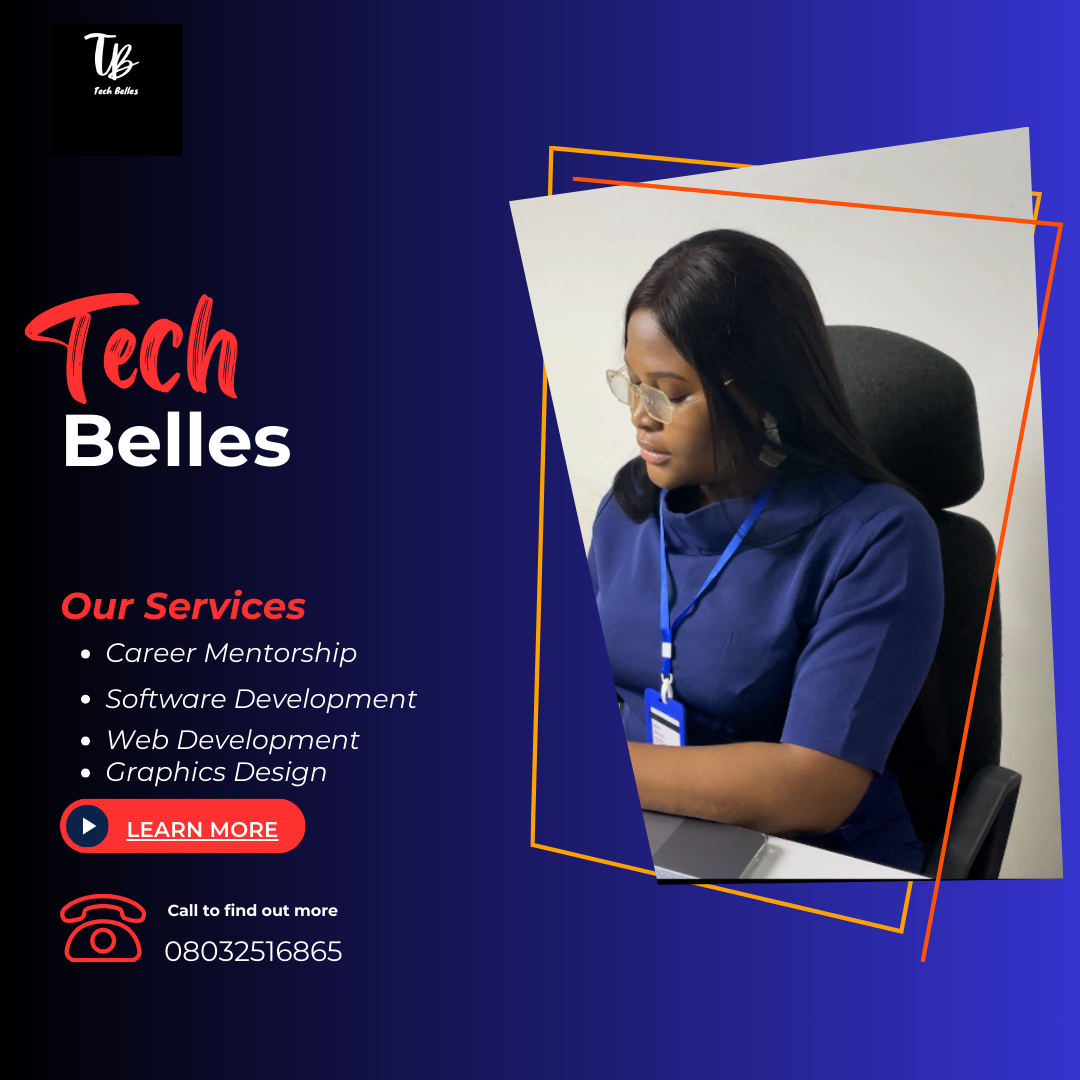 TB
Tech Belles
Tech
Belles
Our Services
Career Mentorship
Software Development
Web Development
Graphics Design
LEARN MORE
Call to find out more
08032516865